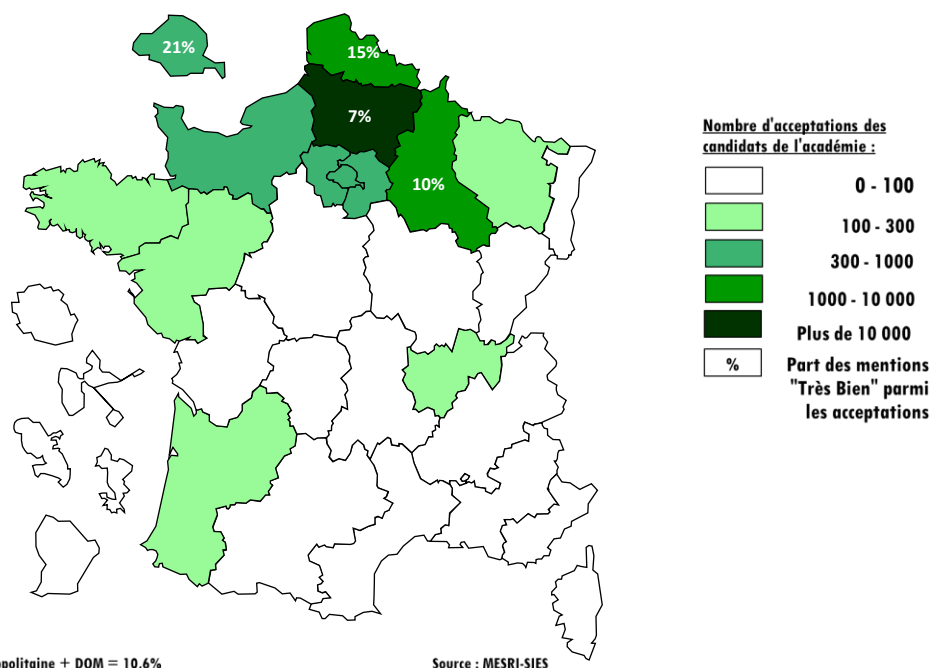 21%
15%
7%
10%
Nombre d'acceptations des
candidats de l'académie :
0 - 100
100 - 300
300 - 1000
1000 - 10 000
Plus de 10 000
% Part des mentions
"Très Bien" parmi
les acceptations
opolitaine + DOM = 10,6%
Source : MESRI-SIES